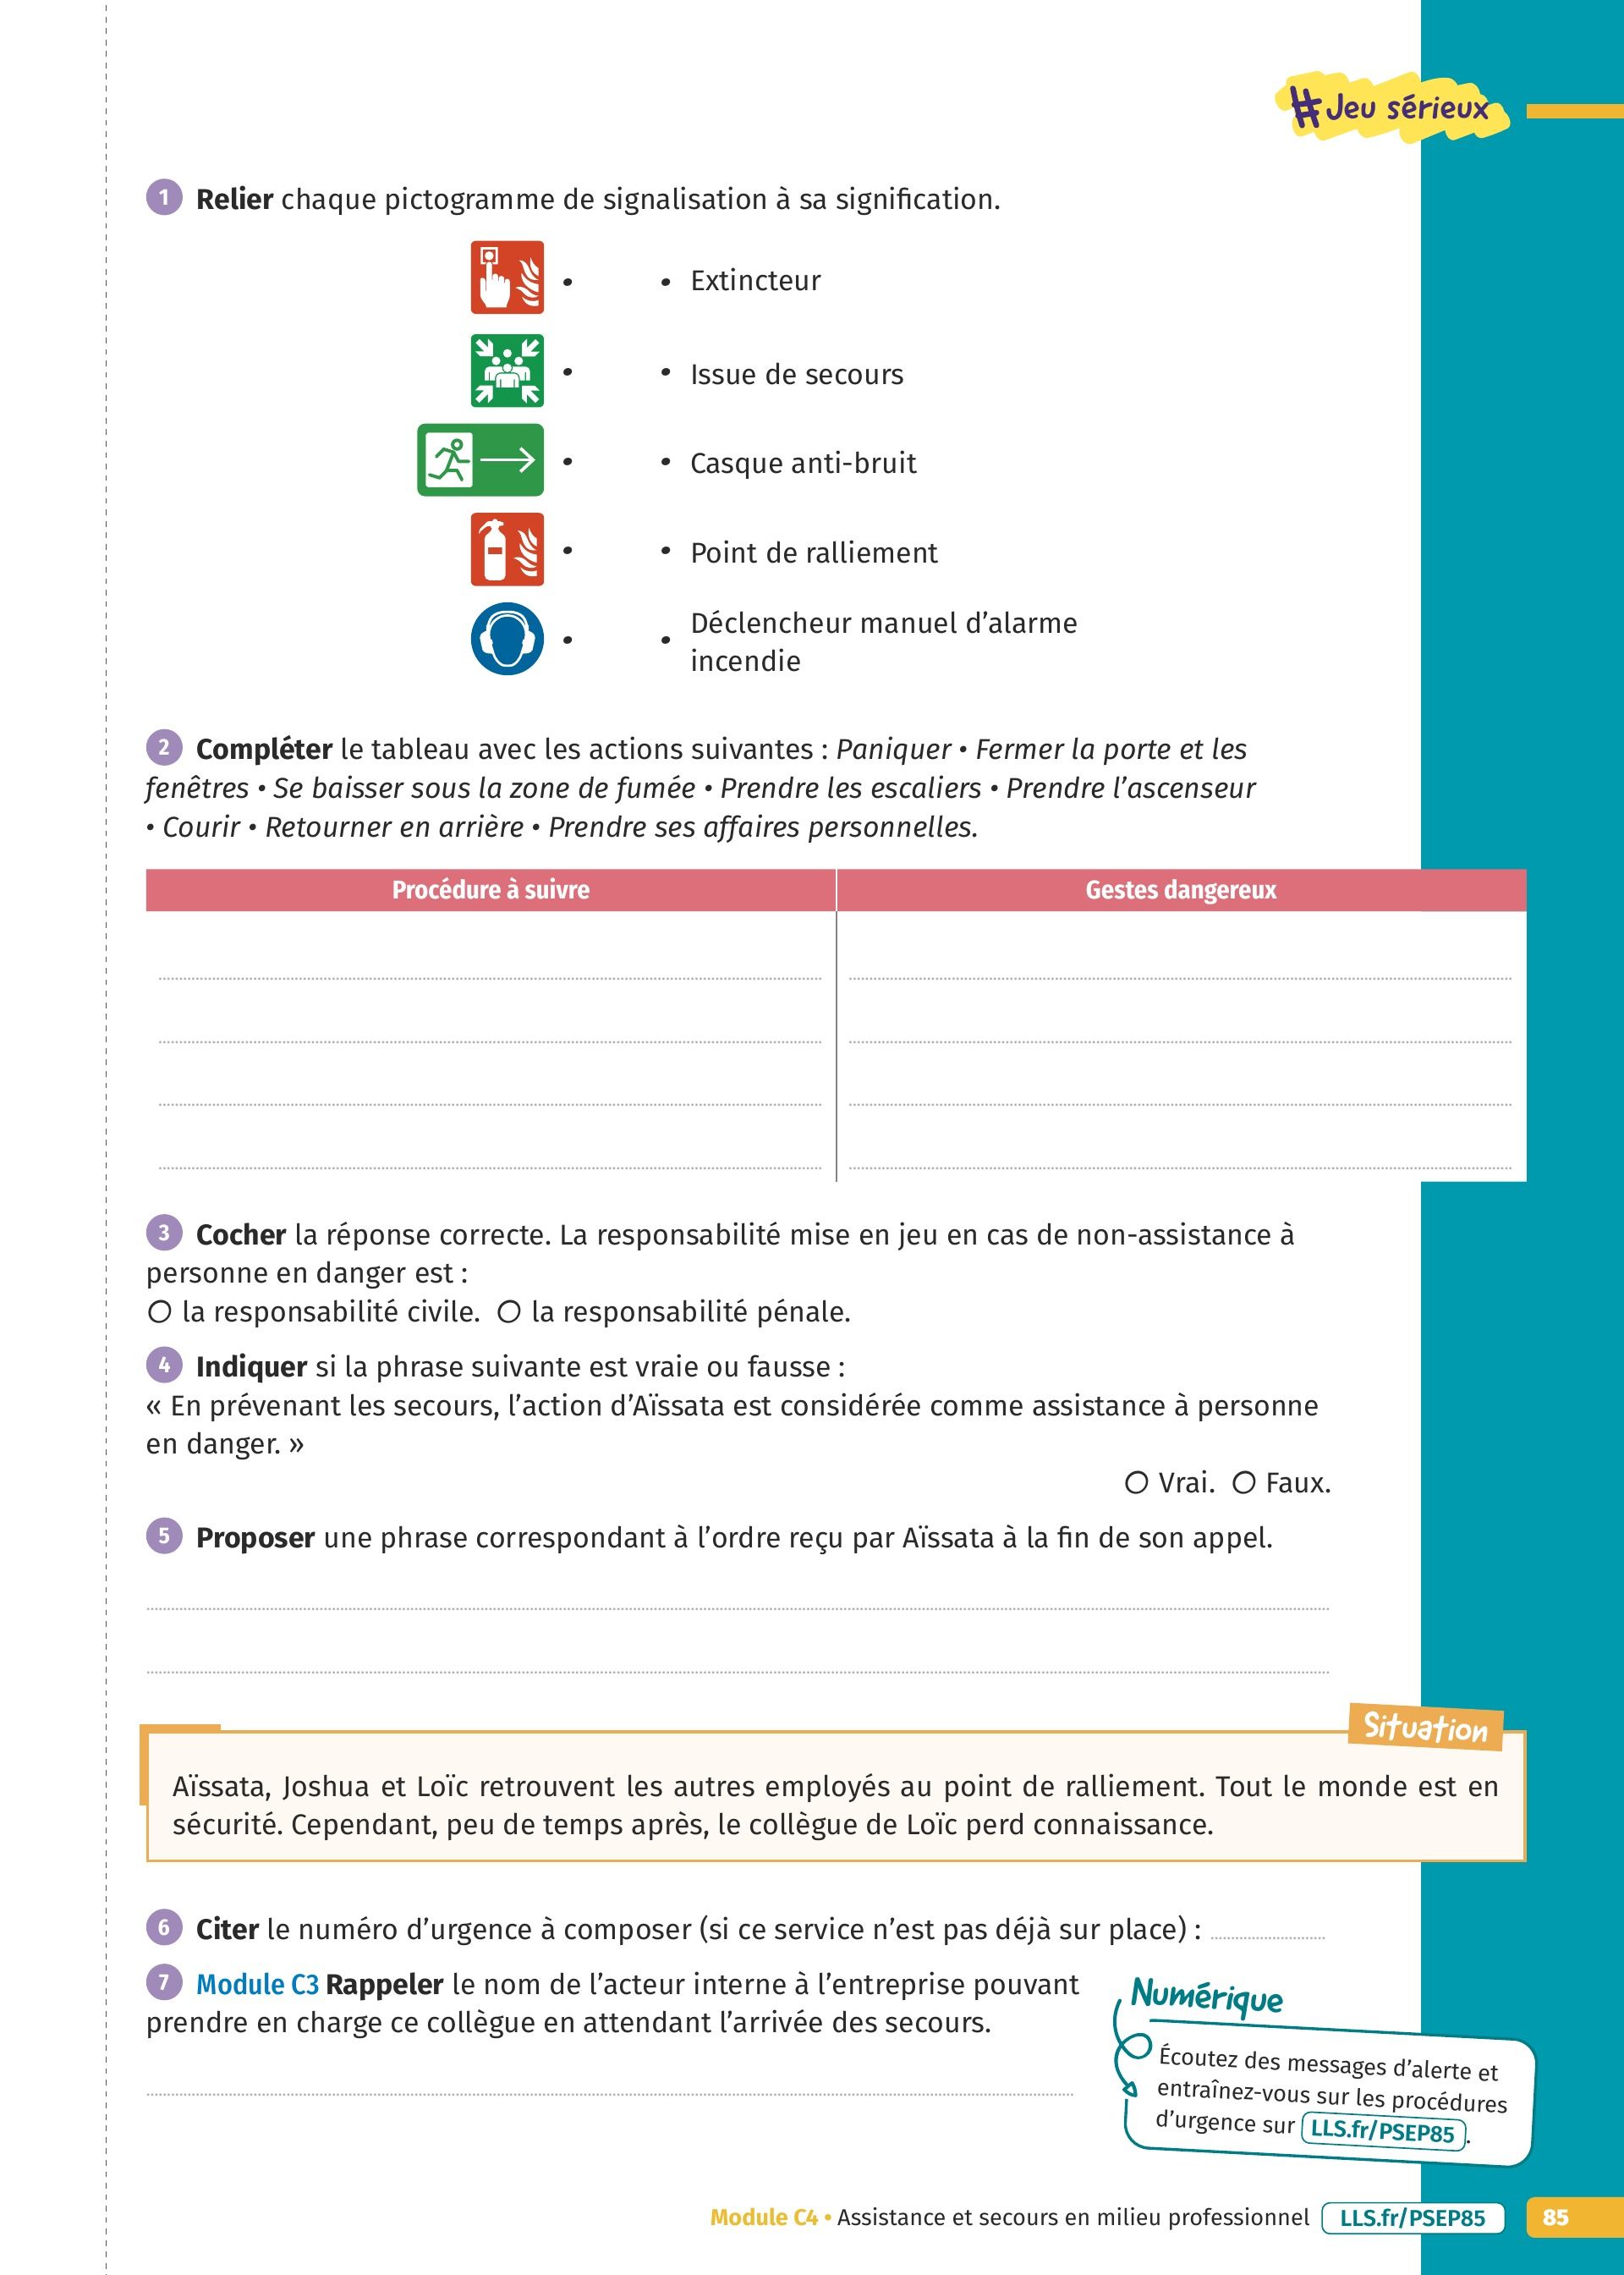 #Jeu sérieux
1 Relier chaque pictogramme de signalisation à sa signification.
• • Extincteur
• • Issue de secours
• • Casque anti-bruit
• • Point de ralliement
• • Déclencheur manuel d’alarme
incendie
2 Compléter le tableau avec les actions suivantes : Paniquer • Fermer la porte et les
fenêtres • Se baisser sous la zone de fumée • Prendre les escaliers • Prendre l’ascenseur
• Courir • Retourner en arrière • Prendre ses affaires personnelles.
Procédure à suivre Gestes dangereux
3 Cocher la réponse correcte. La responsabilité mise en jeu en cas de non-assistance à
personne en danger est :
O la responsabilité civile. O la responsabilité pénale.
4 Indiquer si la phrase suivante est vraie ou fausse :
« En prévenant les secours, l’action d’Aïssata est considérée comme assistance à personne
en danger. »
O Vrai. O Faux.
5 Proposer une phrase correspondant à l’ordre reçu par Aïssata à la fin de son appel.
Situation
Aïssata, Joshua et Loïc retrouvent les autres employés au point de ralliement. Tout le monde est en
sécurité. Cependant, peu de temps après, le collègue de Loïc perd connaissance.
6 Citer le numéro d’urgence à composer (si ce service n’est pas déjà sur place) :
7 Module C3 Rappeler le nom de l’acteur interne à l’entreprise pouvant
prendre en charge ce collègue en attendant l’arrivée des secours.
Numérique
Écoutez des messages d’alerte et
entraînez-vous sur les procédures
d’urgence sur LLS.fr/PSEP85.
Module C4 • Assistance et secours en milieu professionnel LLS.fr/PSEP85 85